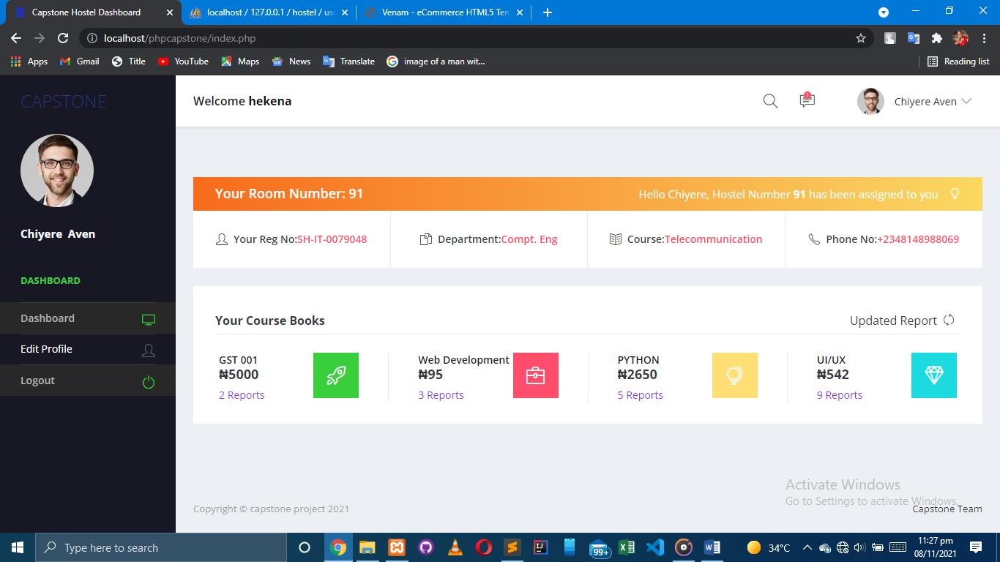 Capstone Hostel Dashboard
localhost / 127.0.0.1 / hostel / us
Venam - eCommerce HTML5 Tem
localhost/phpcapstone/index.php
Apps Gmail Title YouTube Maps News Translate image of a man wit... Reading list
CAPSTONE
Welcome hekena
2
Chiyere Aven
Chiyere Aven
DASHBOARD
Dashboard
Edit Profile
Logout
Your Room Number: 91
Hello Chiyere, Hostel Number 91 has been assigned to you
Your Reg No:SH-IT-0079048
Department:Compt. Eng
Course:Telecommunication
Phone No:+2348148988069
Your Course Books
Updated Report
GST 001
₦5000
2 Reports
Web Development
₦95
3 Reports
PYTHON
₦2650
5 Reports
UI/UX
₦542
9 Reports
Activate Windows
Go to Settings to activate Windows.
Copyright © capstone project 2021
Capstone Team
Type here to search
99+
34°C
11:27 pm
08/11/2021